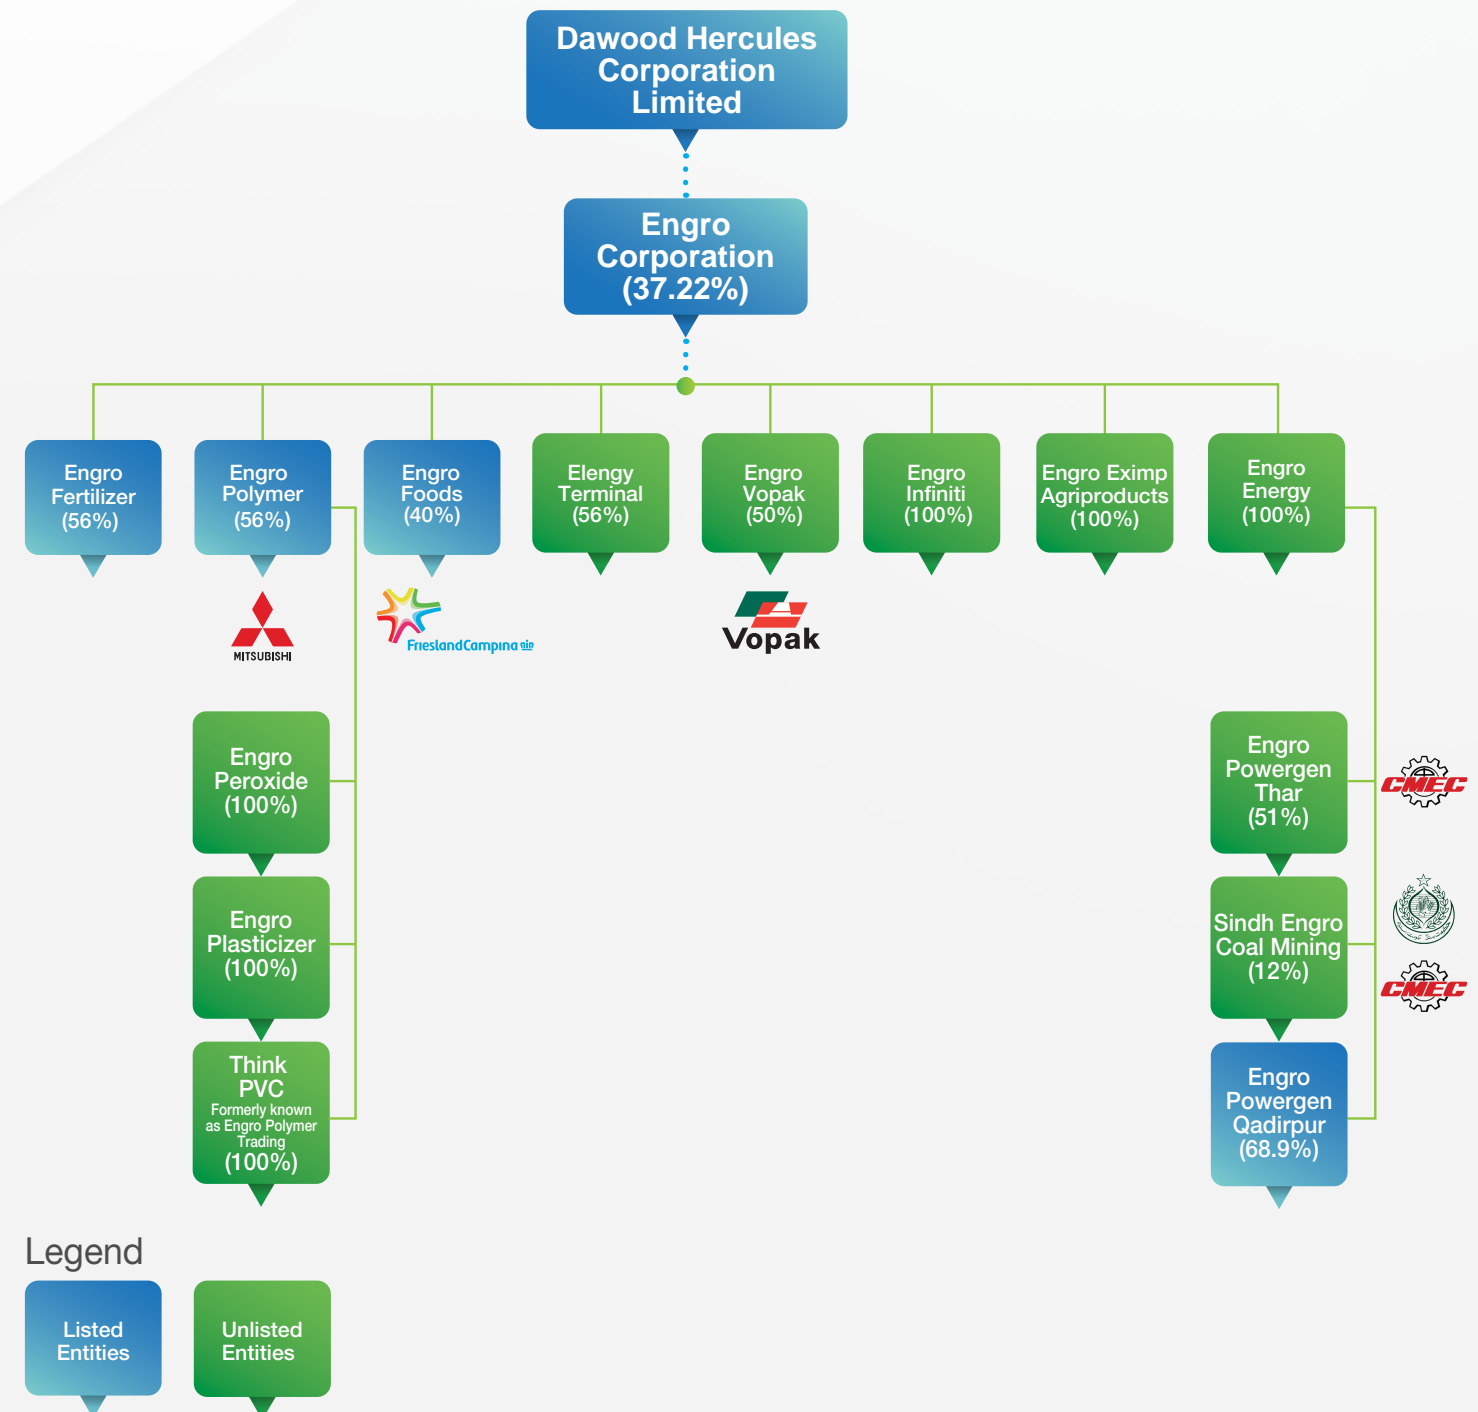 Dawood Hercules
Corporation
Limited
Engro
Corporation
(37.22%)
Engro
Fertilizer
(56%)
Engro
Polymer
(56%)
Engro
Foods
(40%)
Elengy
Terminal
(56%)
Engro
Vopak
(50%)
Engro
Infiniti
(100%)
Engro Eximp
Agriproducts
(100%)
Engro
Energy
(100%)
MITSUBISHI
FrieslandCampina
Vopak
Engro
Peroxide
(100%)
Engro
Powergen
Thar
(51%)
CMEC
Engro
Plasticizer
(100%)
Sindh Engro
Coal Mining
(12%)
CMEC
Think
PVC
Formerly known
as Engro Polymer
Trading
(100%)
Engro
Powergen
Qadirpur
(68.9%)
Legend
Listed
Entities
Unlisted
Entities